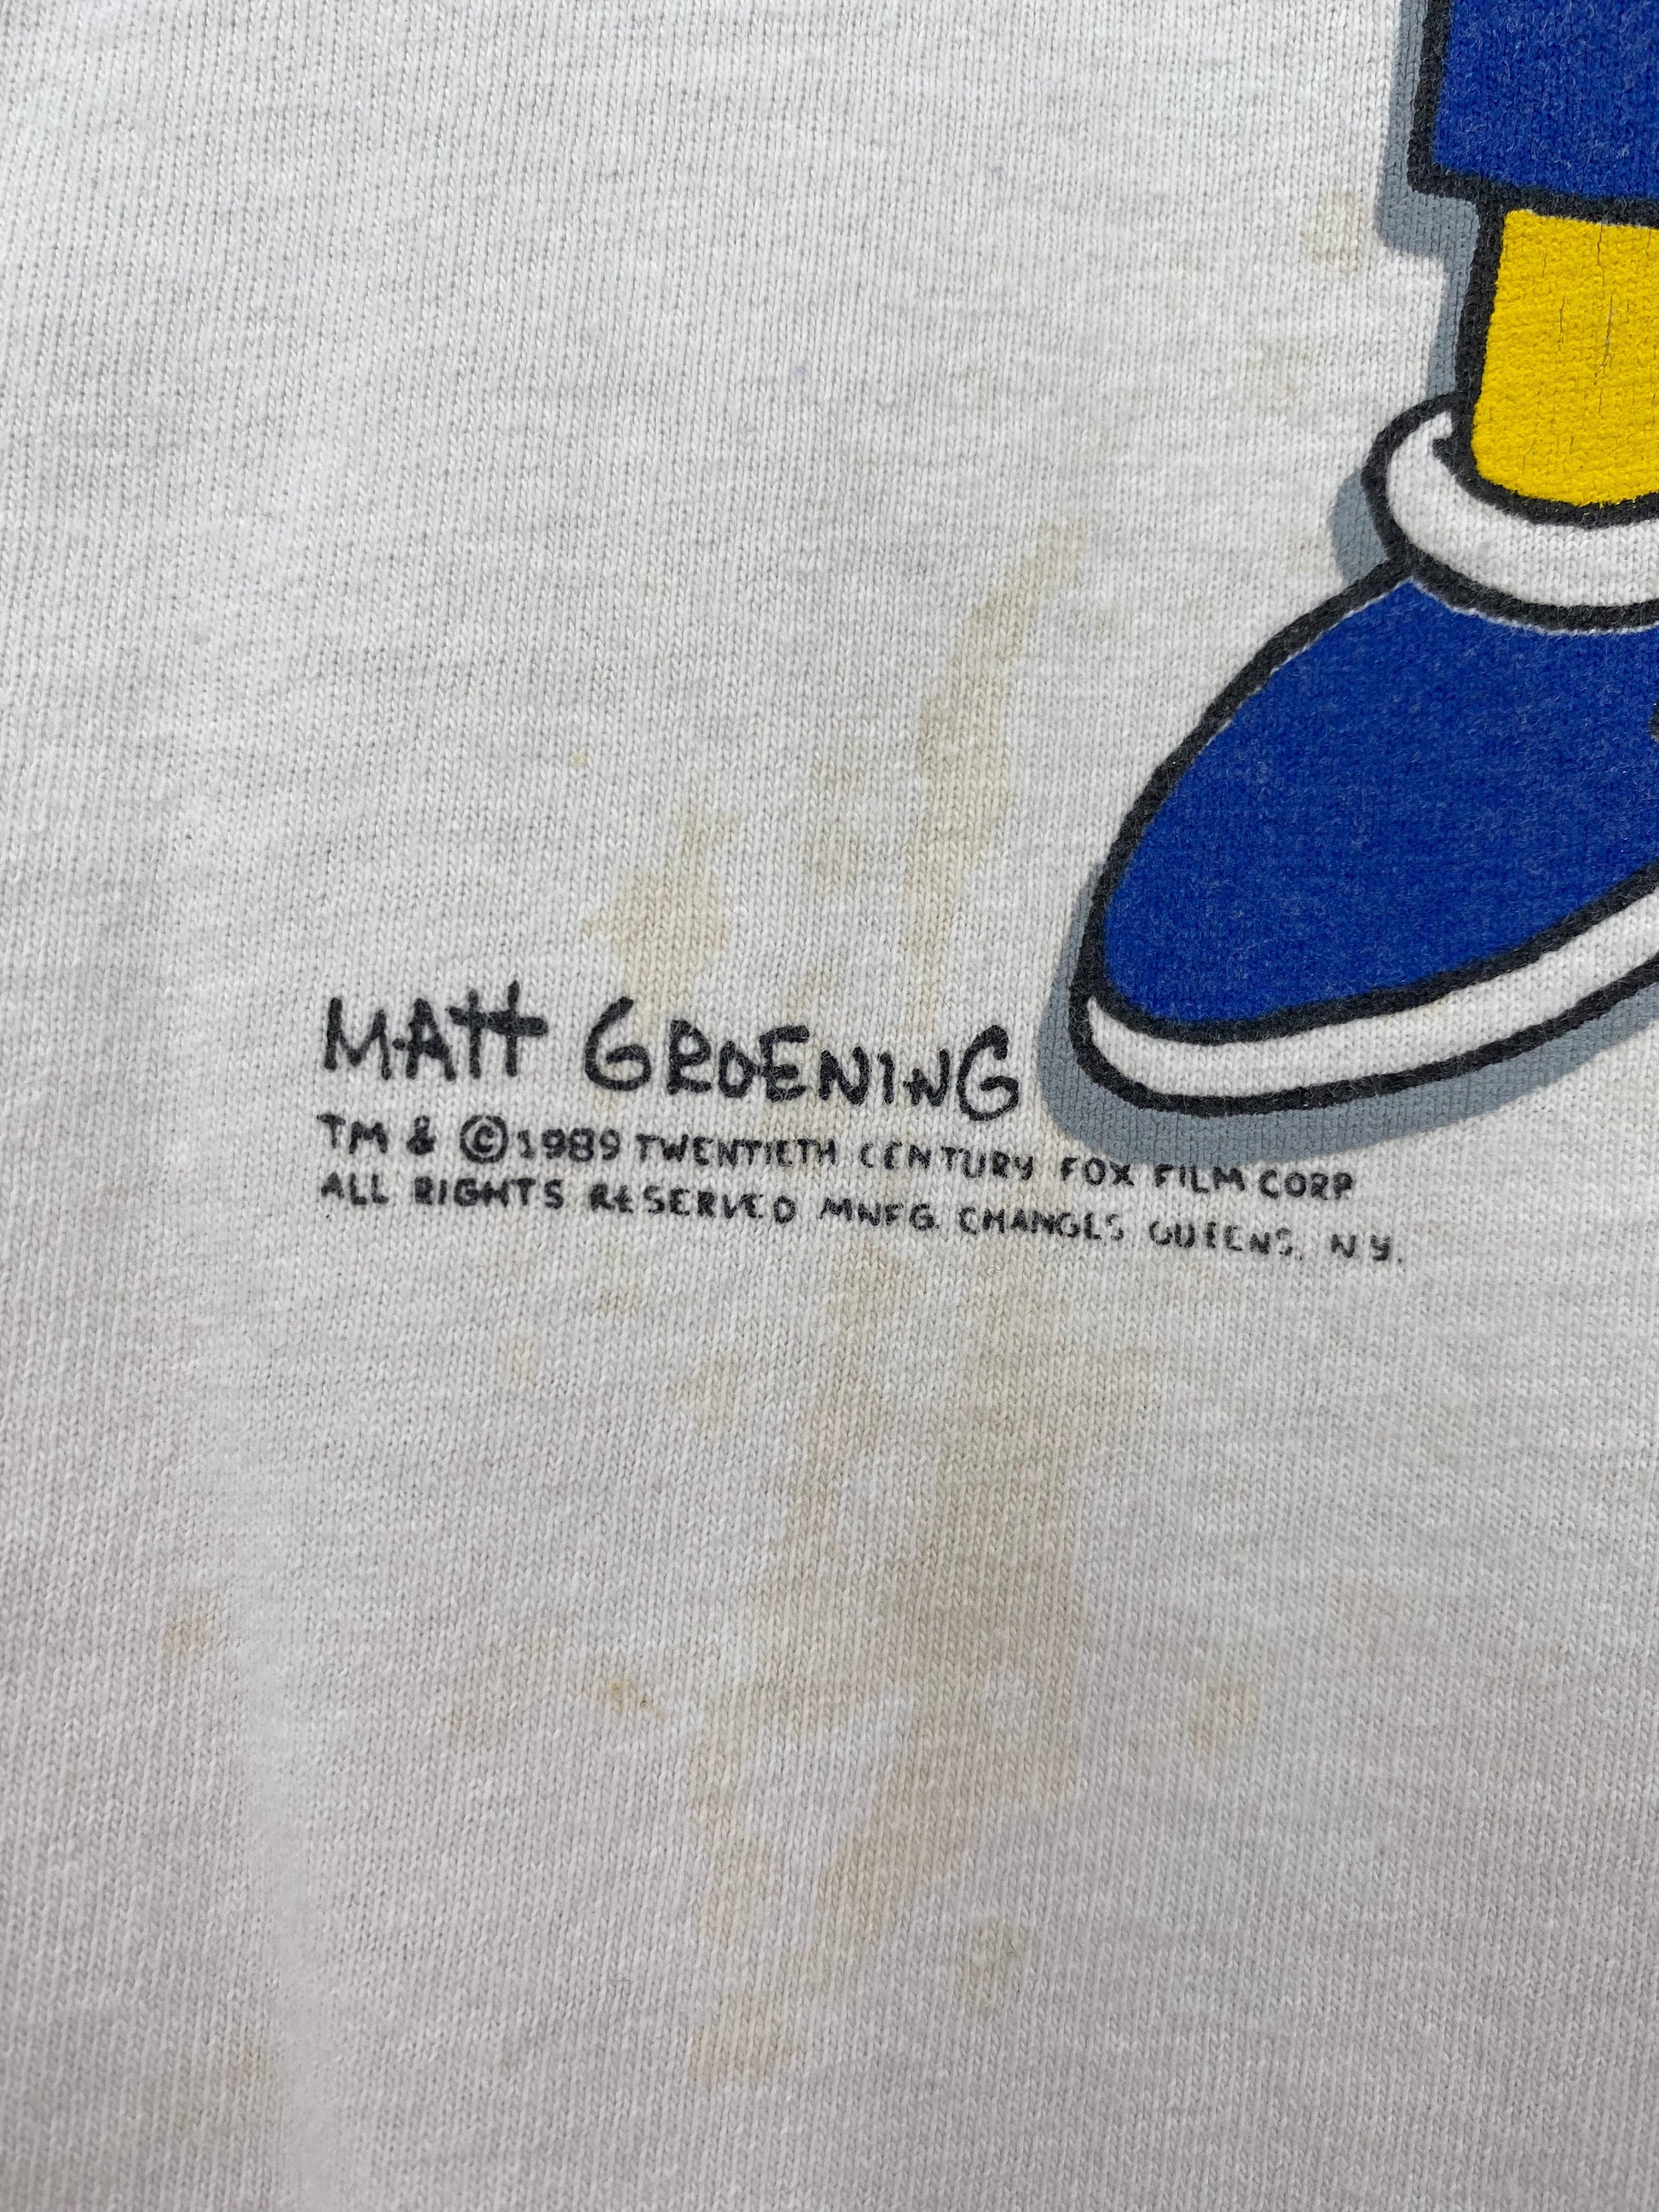 MATT GROENING
TM & ©1989 TWENTIETH CENTURY FOX FILM CORP
ALL RIGHTS RESERVED MNFG. CHANGES QUEENS, N.Y.